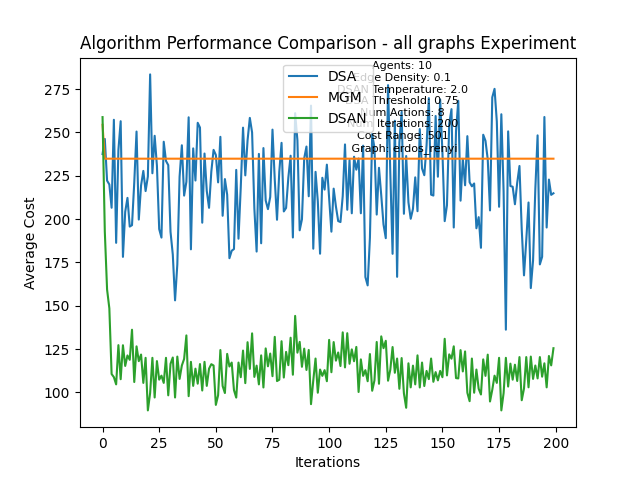 Algorithm Performance Comparison - all graphs Experiment
Agents: 10
Edge Density: 0.1
DSAN Temperature: 2.0
DSA Threshold: 0.75
Num Actions: 8
Num Iterations: 200
Cost Range: 501
Graph: erdos_renyi
DSA
MGM
DSAN
Average Cost
275
250
225
200
175
150
125
100
0 25 50 75 100 125 150 175 200
Iterations